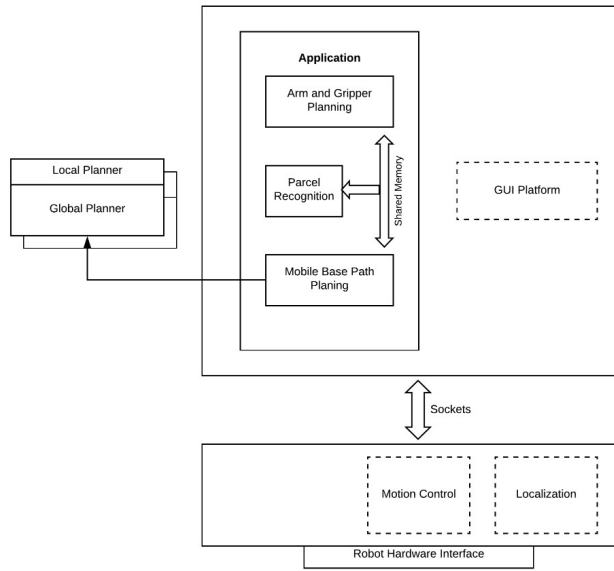 Application
Arm and Gripper
Planning
Shared Memory
Parcel
Recognition
GUI Platform
Local Planner
Global Planner
Mobile Base Path
Planing
Sockets
Motion Control
Localization
Robot Hardware Interface